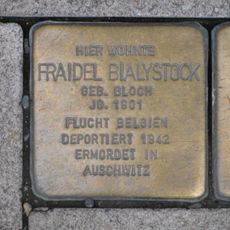 HIER WOHNTE
FRAIDEL BIALYSTOCK
GEB. BLOCH
JG. 1901
FLUCHT BELGIEN
DEPORTIERT 1942
ERMORDET IN
AUSCHWITZ